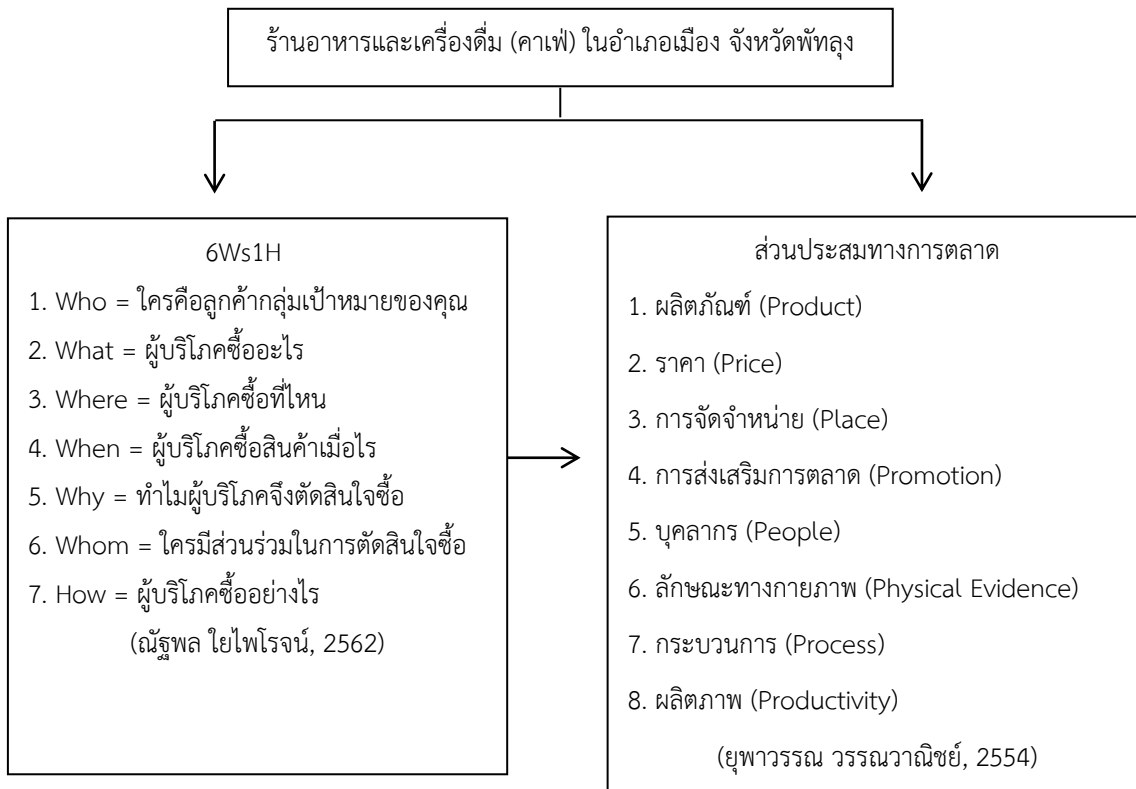 ร้านอาหารและเครื่องดื่ม (คาเฟ่) ในอำเภอเมือง จังหวัดพัทลุง
6Ws1H
1. Who = ใครคือลูกค้ากลุ่มเป้าหมายของคุณ
2. What = ผู้บริโภคซื้ออะไร
3. Where = ผู้บริโภคซื้อที่ไหน
4. When = ผู้บริโภคซื้อสินค้าเมื่อไร
5. Why = ทำไมผู้บริโภคจึงตัดสินใจซื้อ
6. Whom = ใครมีส่วนร่วมในการตัดสินใจซื้อ
7. How = ผู้บริโภคซื้ออย่างไร
(ณัฐพล ใยไพโรจน์, 2562)
ส่วนประสมทางการตลาด
1. ผลิตภัณฑ์ (Product)
2. ราคา (Price)
3. การจัดจำหน่าย (Place)
4. การส่งเสริมการตลาด (Promotion)
5. บุคลากร (People)
6. ลักษณะทางกายภาพ (Physical Evidence)
7. กระบวนการ (Process)
8. ผลิตภาพ (Productivity)
(ยุพาวรรณ วรรณวาณิชย์, 2554)